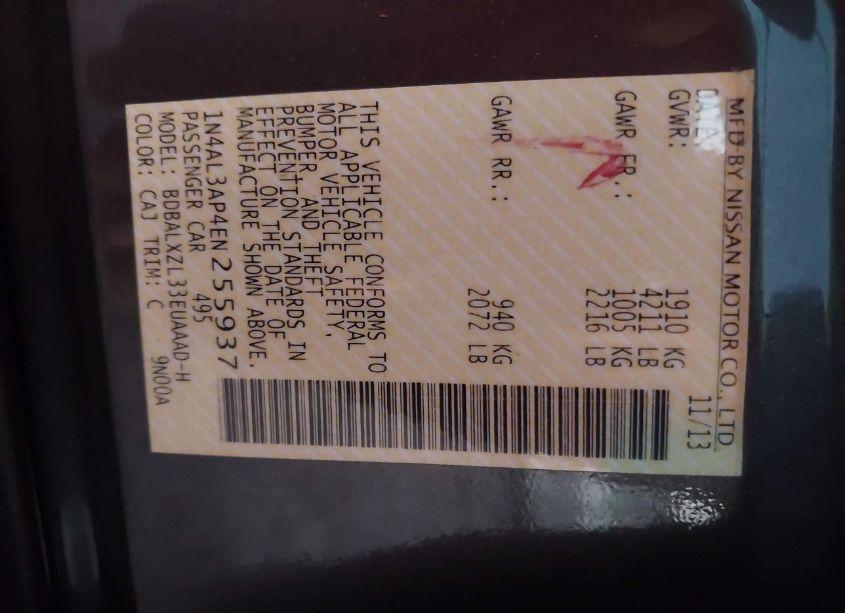 MFD BY NISSAN MOTOR CO., LTD
DATE: 11/13
GVWR: 1910 KG
4211 LB
GAWR FR.: 1005 KG
2216 LB
GAWR RR.: 940 KG
2072 LB
THIS VEHICLE CONFORMS TO
ALL APPLICABLE FEDERAL
MOTOR VEHICLE SAFETY,
BUMPER, AND THEFT
PREVENTION STANDARDS IN
EFFECT ON THE DATE OF
MANUFACTURE SHOWN ABOVE.
1N4AL3AP4EN255937
PASSENGER CAR 495
MODEL: BDBALXZL33EUAAAD-H
COLOR: CAJ TRIM: C 9N00A